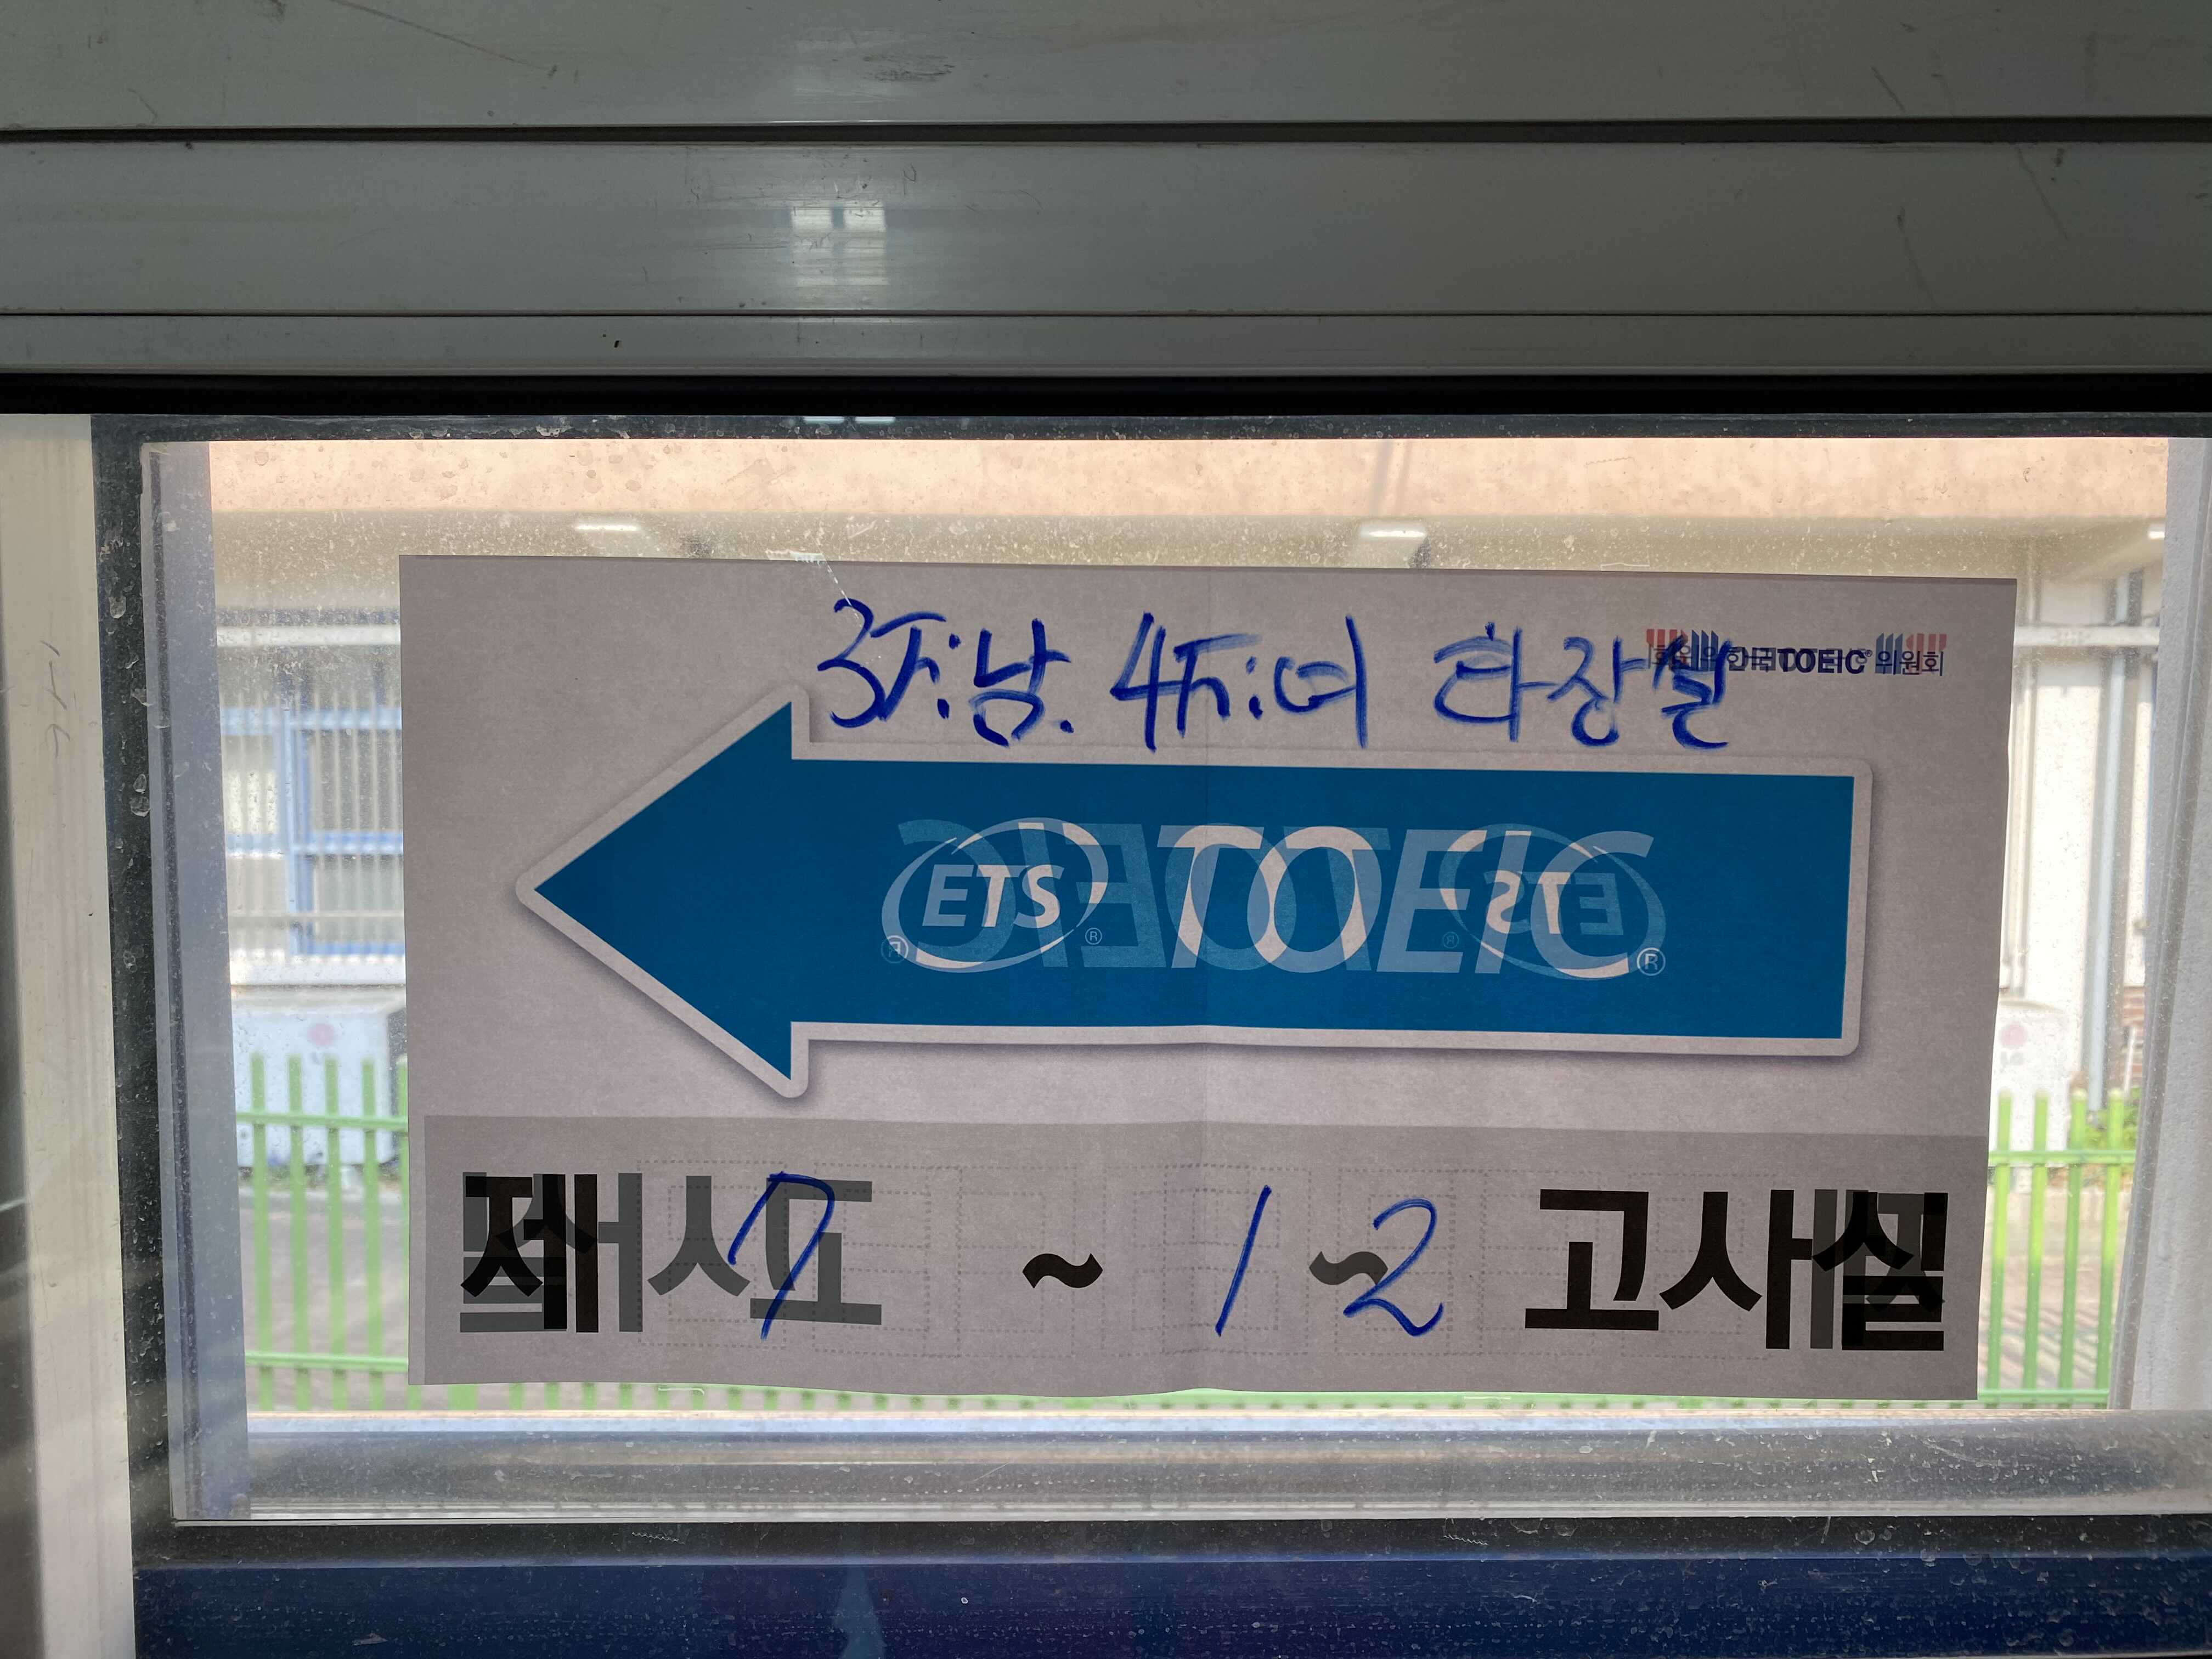 3F:남. 4F:여 화장실
한국TOEIC® 위원회
ETS® TOEIC®
제 7 ~ 12 고사실